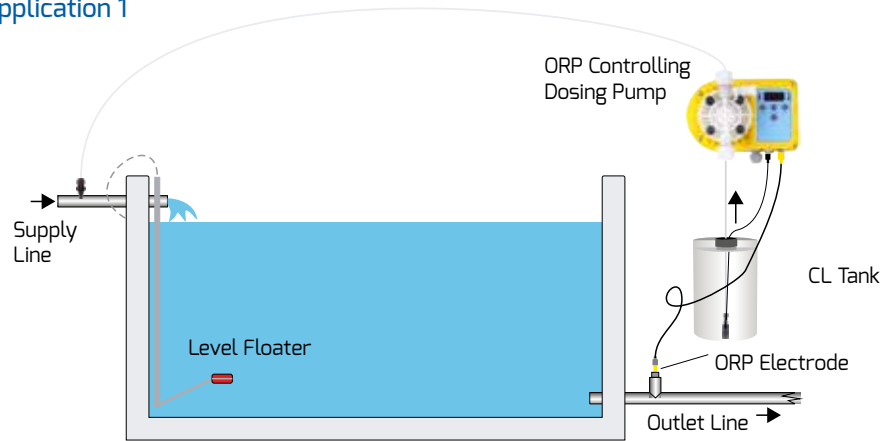 pplication 1
ORP Controlling
Dosing Pump
Supply
Line
CL Tank
Level Floater
ORP Electrode
Outlet Line